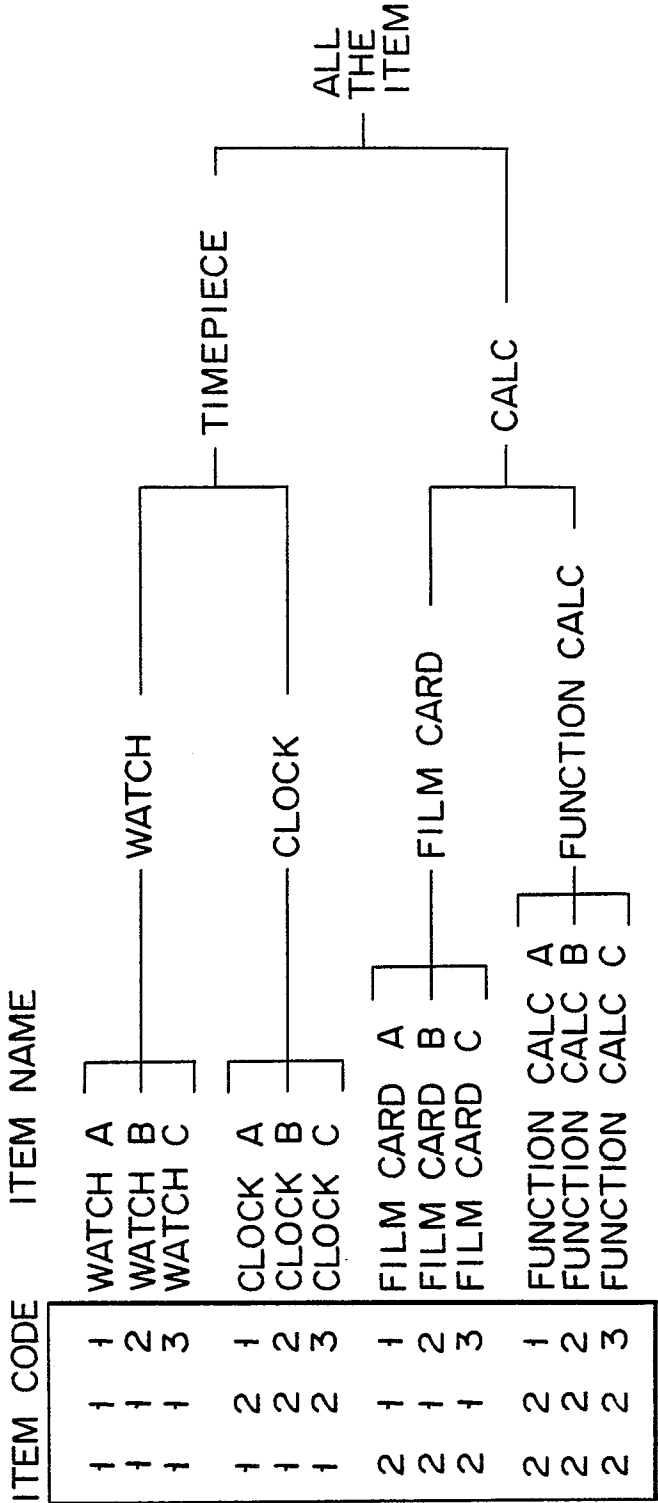 ITEM CODE ITEM NAME
1 1 1 WATCH A
1 1 2 WATCH B
1 1 3 WATCH C
WATCH
1 2 1 CLOCK A
1 2 2 CLOCK B
1 2 3 CLOCK C
CLOCK
TIMEPIECE
2 1 1 FILM CARD A
2 1 2 FILM CARD B
2 1 3 FILM CARD C
FILM CARD
2 2 1 FUNCTION CALC A
2 2 2 FUNCTION CALC B
2 2 3 FUNCTION CALC C
FUNCTION CALC
CALC
ALL
THE
ITEM